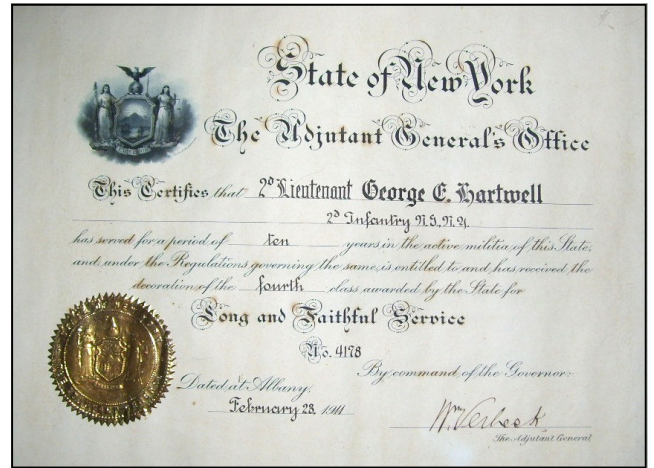 State of New York
The Adjutant General's Office
This Certifies that 2ᴰ Lieutenant George E. Hartwell
2ᴰ Infantry N.G.N.Y.
has served for a period of ten years in the active militia of this State,
and, under the Regulations governing the same, is entitled to and has received the
decoration of the fourth class awarded by the State for
Long and Faithful Service
No. 4178
By command of the Governor:
Dated at Albany,
February 23, 1911
Wm Verbeck
The Adjutant General